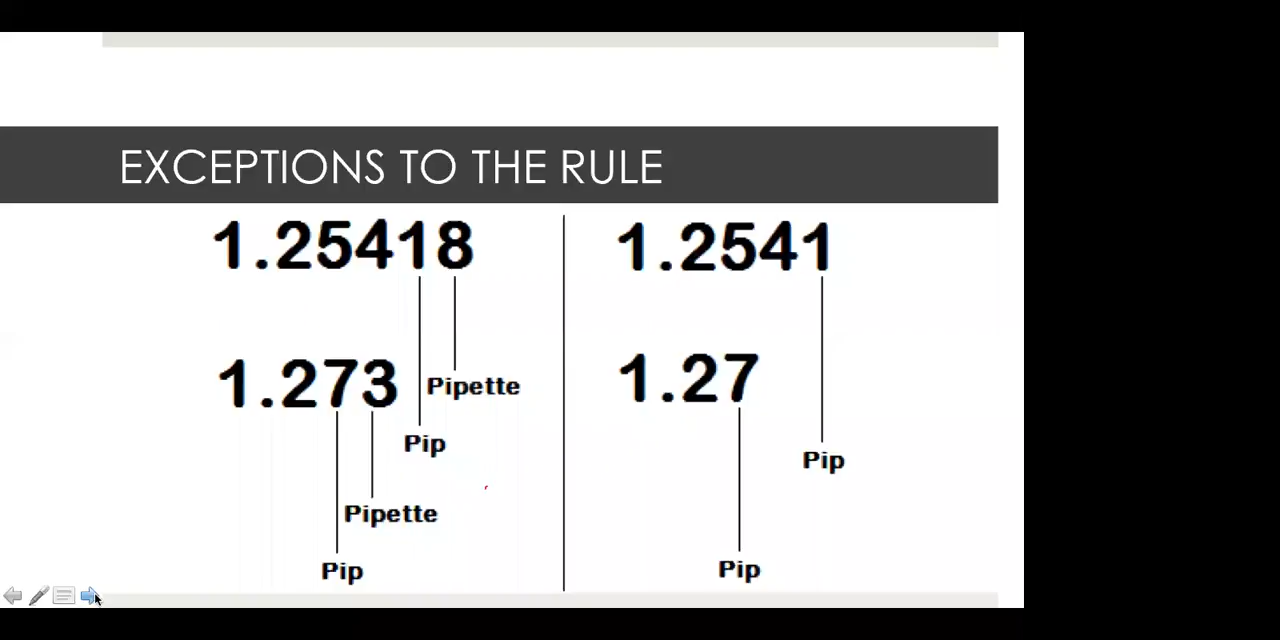 EXCEPTIONS TO THE RULE
1.25418
Pipette
Pip
1.273
Pipette
Pip
1.2541
Pip
1.27
Pip